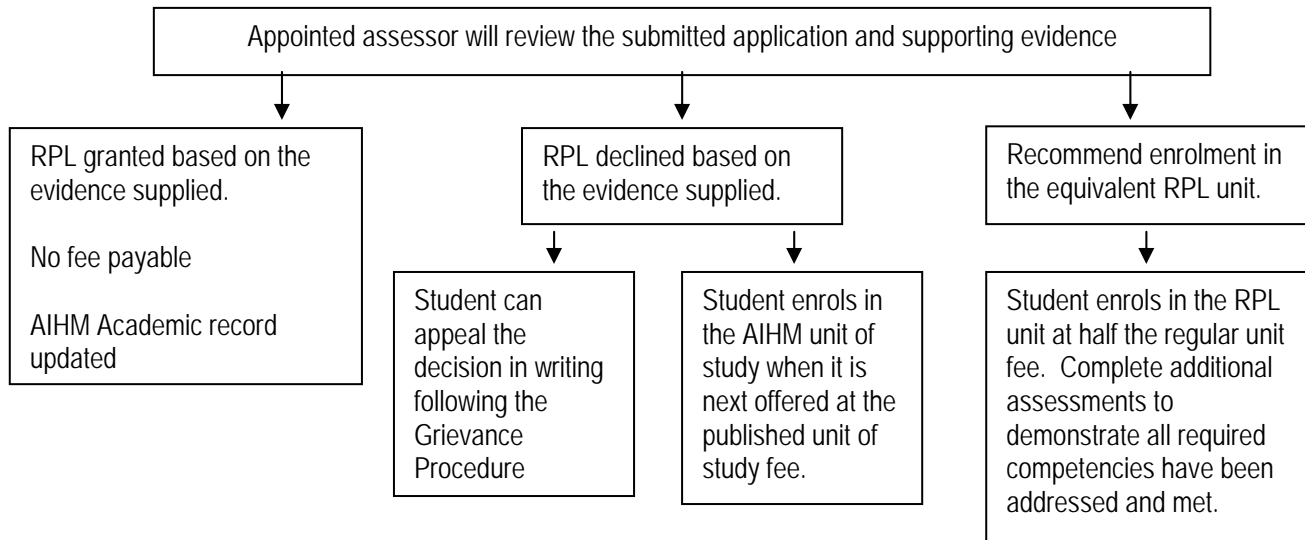 Appointed assessor will review the submitted application and supporting evidence
RPL granted based on the
evidence supplied.
No fee payable
AIHM Academic record
updated
RPL declined based on
the evidence supplied.
Recommend enrolment in
the equivalent RPL unit.
Student can
appeal the
decision in writing
following the
Grievance
Procedure
Student enrols in
the AIHM unit of
study when it is
next offered at the
published unit of
study fee.
Student enrols in the RPL
unit at half the regular unit
fee.  Complete additional
assessments to
demonstrate all required
competencies have been
addressed and met.